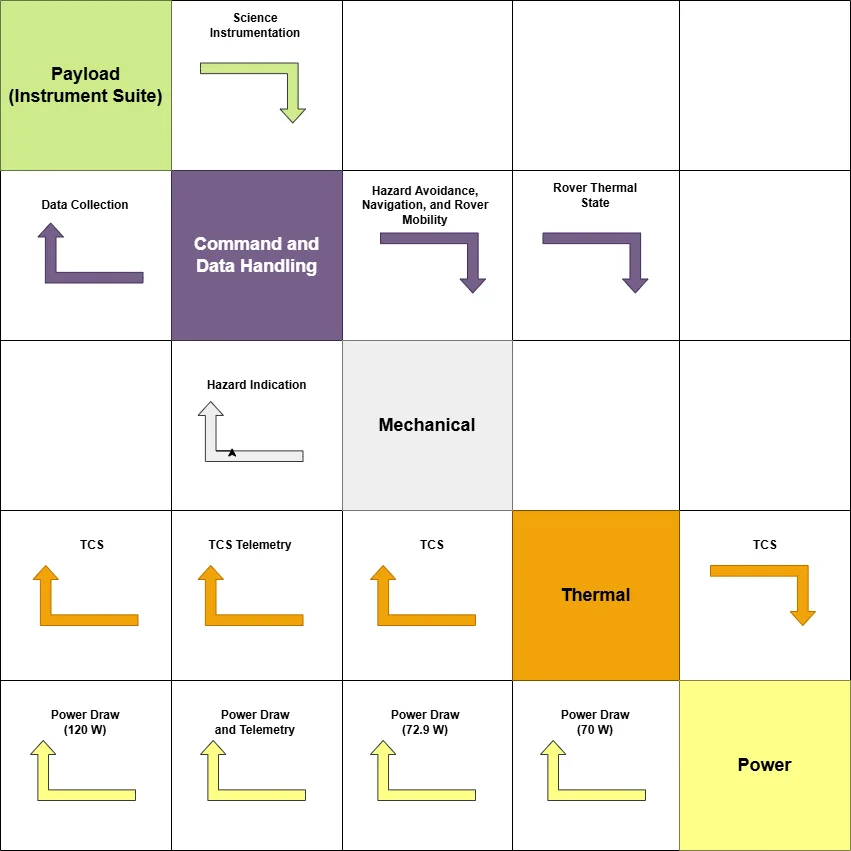 Science
Instrumentation
Payload
(Instrument Suite)
Data Collection
Command and
Data Handling
Hazard Avoidance,
Navigation, and Rover
Mobility
Rover Thermal
State
Hazard Indication
Mechanical
TCS
TCS Telemetry
TCS
Thermal
TCS
Power Draw
(120 W)
Power Draw
and Telemetry
Power Draw
(72.9 W)
Power Draw
(70 W)
Power